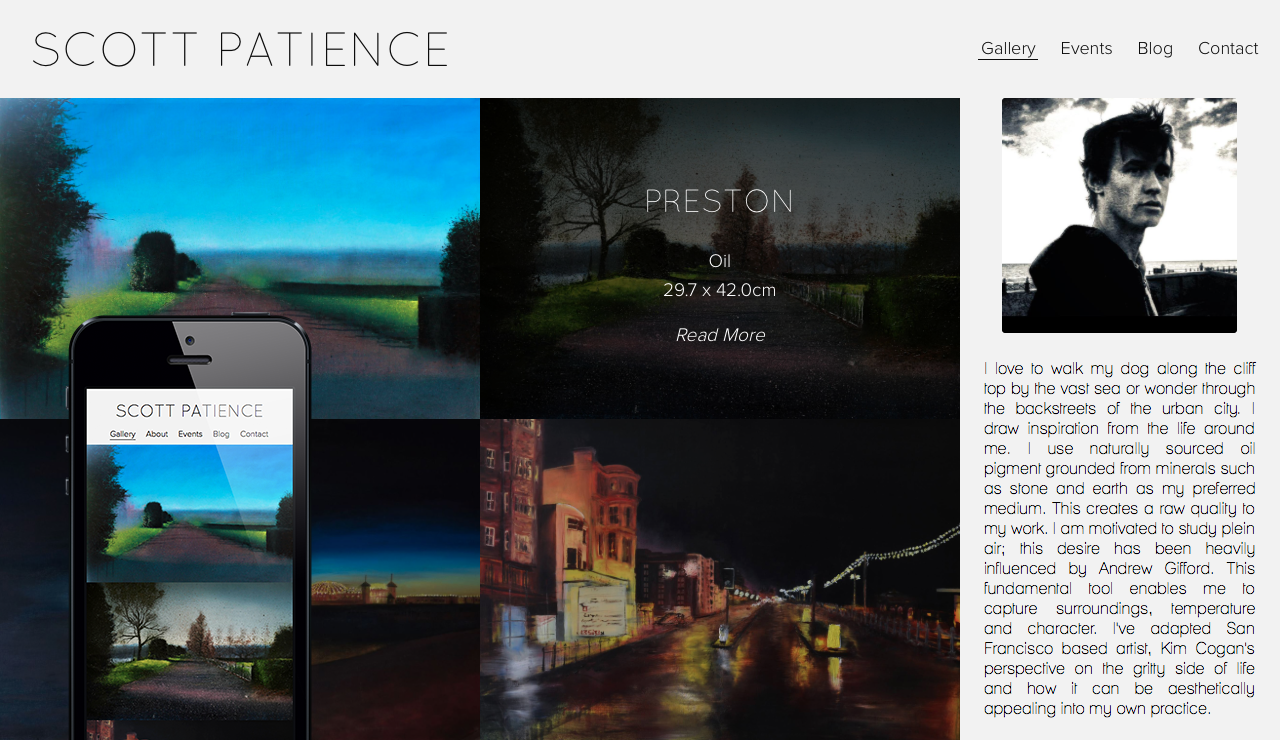 SCOTT PATIENCE
Gallery Events Blog Contact
PRESTON
Oil
29.7 x 42.0cm
Read More
SCOTT PATIENCE
Gallery About Events Blog Contact
I love to walk my dog along the cliff
top by the vast sea or wonder through
the backstreets of the urban city. I
draw inspiration from the life around
me. I use naturally sourced oil
pigment grounded from minerals such
as stone and earth as my preferred
medium. This creates a raw quality to
my work. I am motivated to study plein
air; this desire has been heavily
influenced by Andrew Gifford. This
fundamental tool enables me to
capture surroundings, temperature
and character. I've adapted San
Francisco based artist, Kim Cogan's
perspective on the gritty side of life
and how it can be aesthetically
appealing into my own practice.